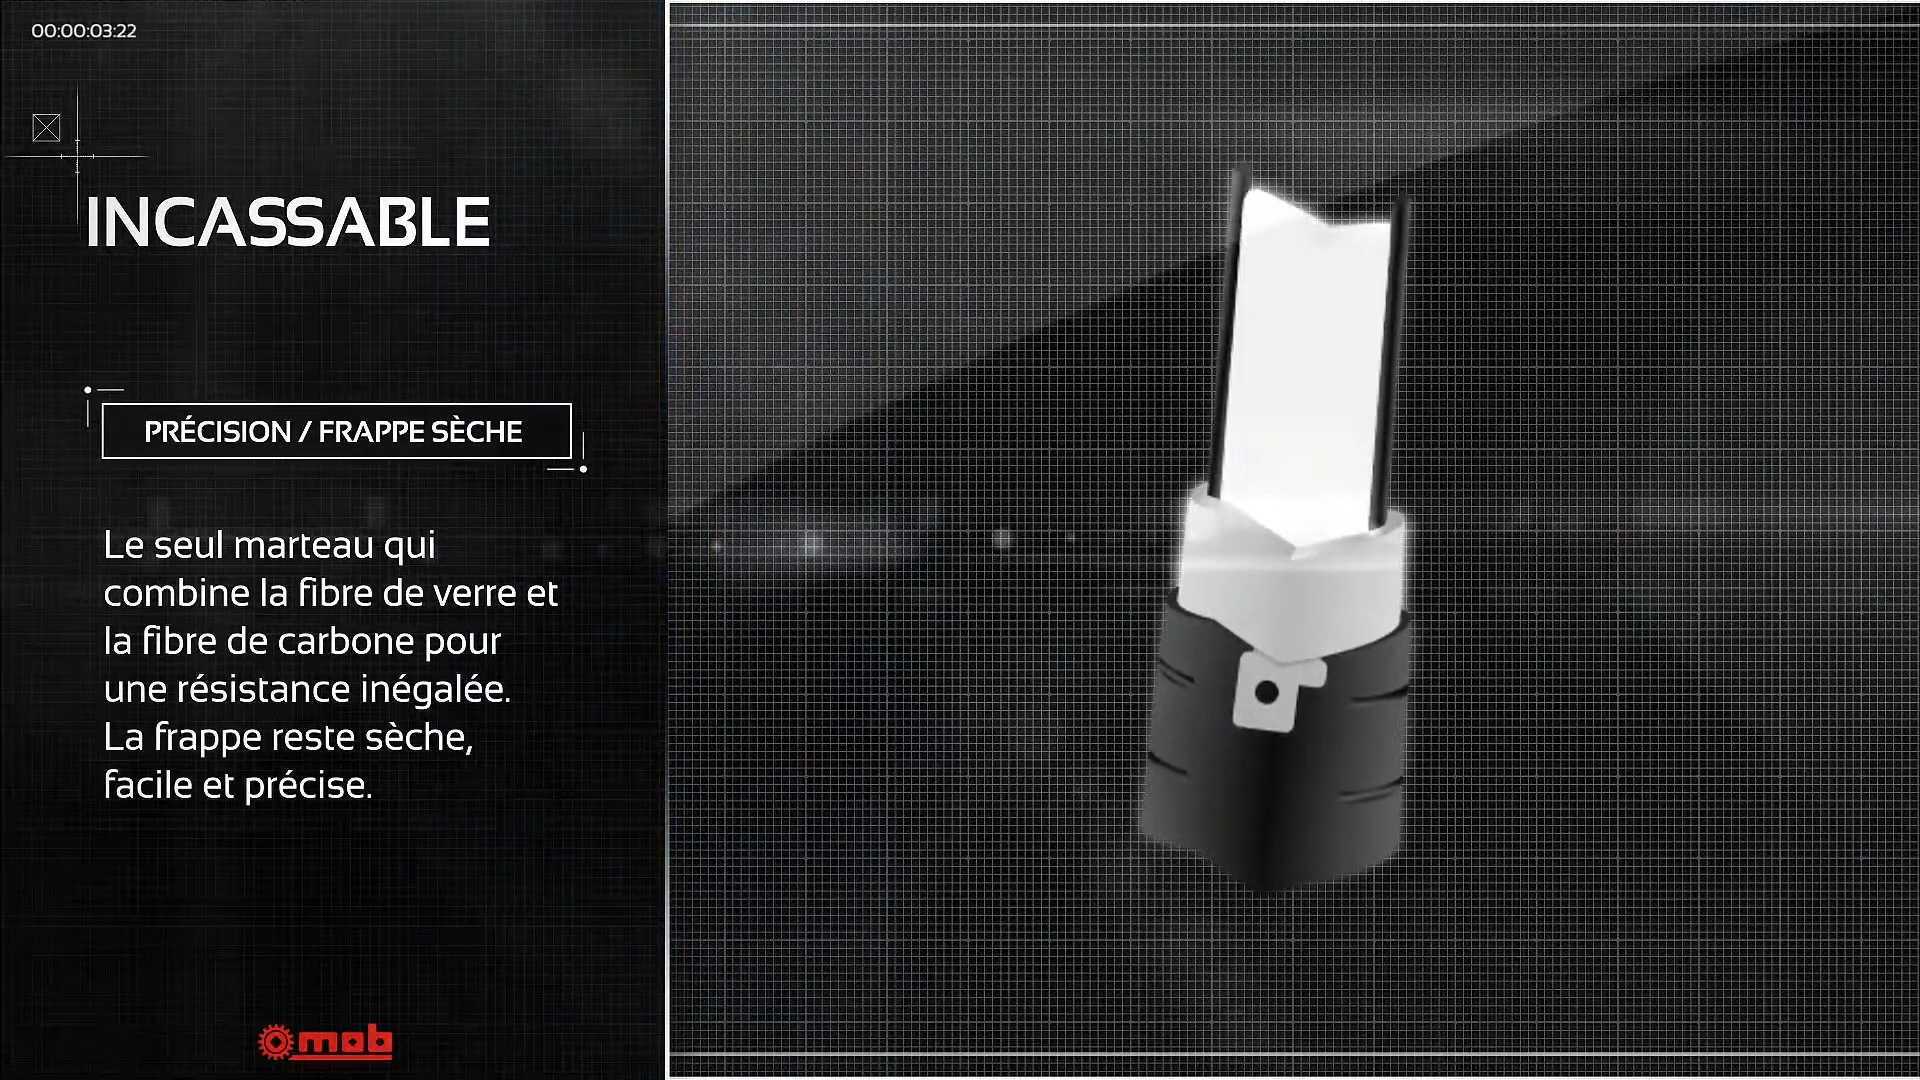 00:00:03:22
INCASSABLE
PRÉCISION / FRAPPE SÈCHE
Le seul marteau qui
combine la fibre de verre et
la fibre de carbone pour
une résistance inégalée.
La frappe reste sèche,
facile et précise.
mob